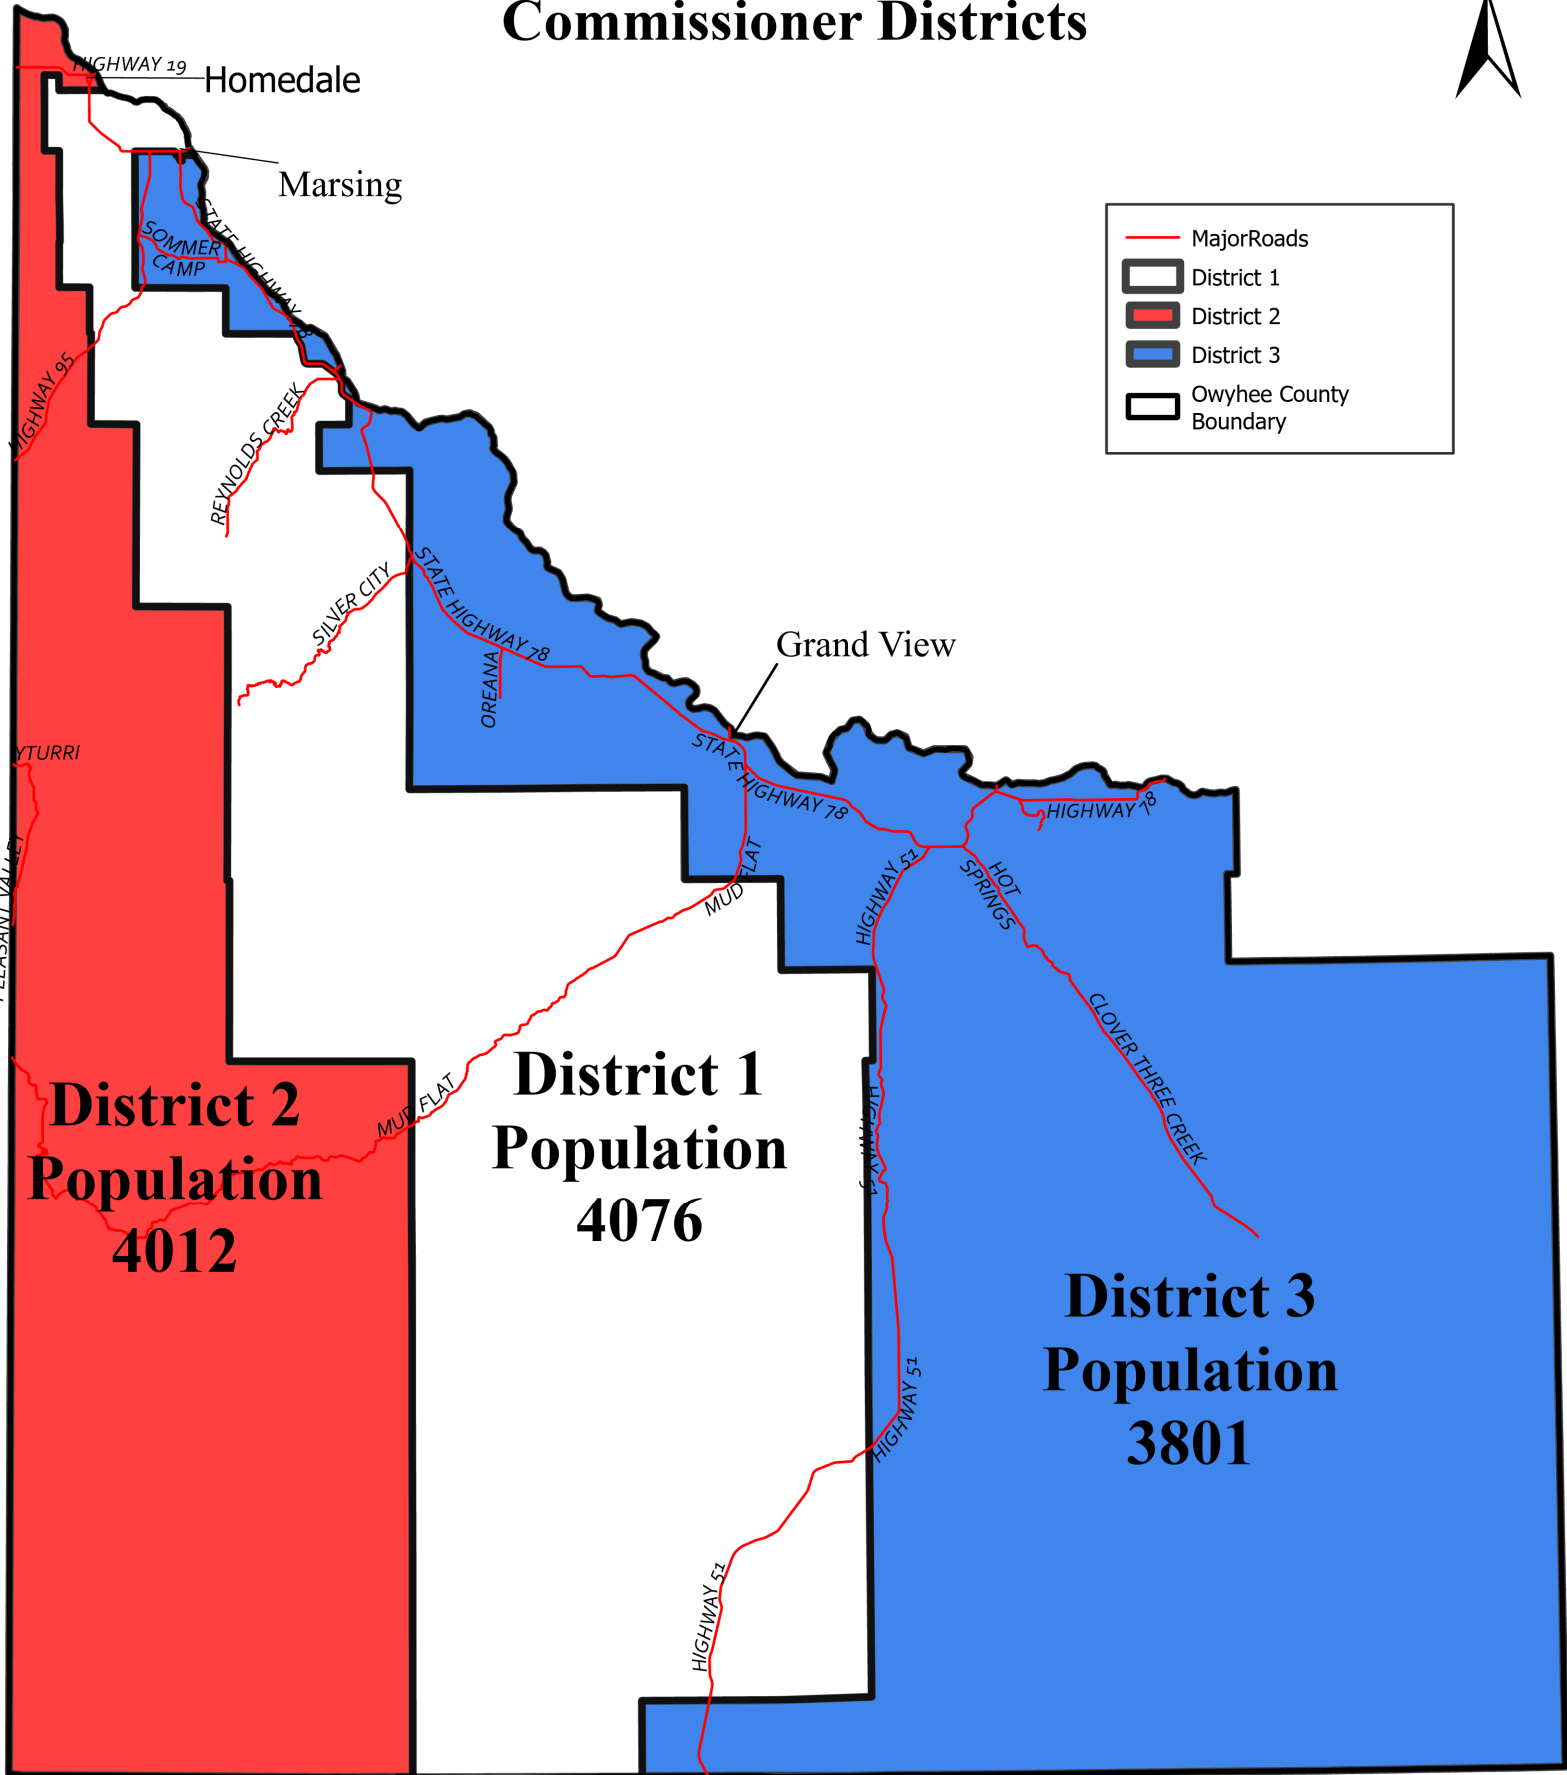 Commissioner Districts
HIGHWAY 19
Homedale
Marsing
STATE HIGHWAY 78
SOMMER
CAMP
MajorRoads
District 1
District 2
District 3
Owyhee County
Boundary
HIGHWAY 95
REYNOLDS CREEK
SILVER CITY
STATE HIGHWAY 78
OREANA
Grand View
STATE HIGHWAY 78
HIGHWAY 78
YTURRI
PLEASANT VALLEY
MUD FLAT
HIGHWAY 51
HOT
SPRINGS
CLOVER THREE CREEK
MUD FLAT
HIGHWAY 51
District 2
Population
4012
District 1
Population
4076
District 3
Population
3801
HIGHWAY 51
HIGHWAY 51